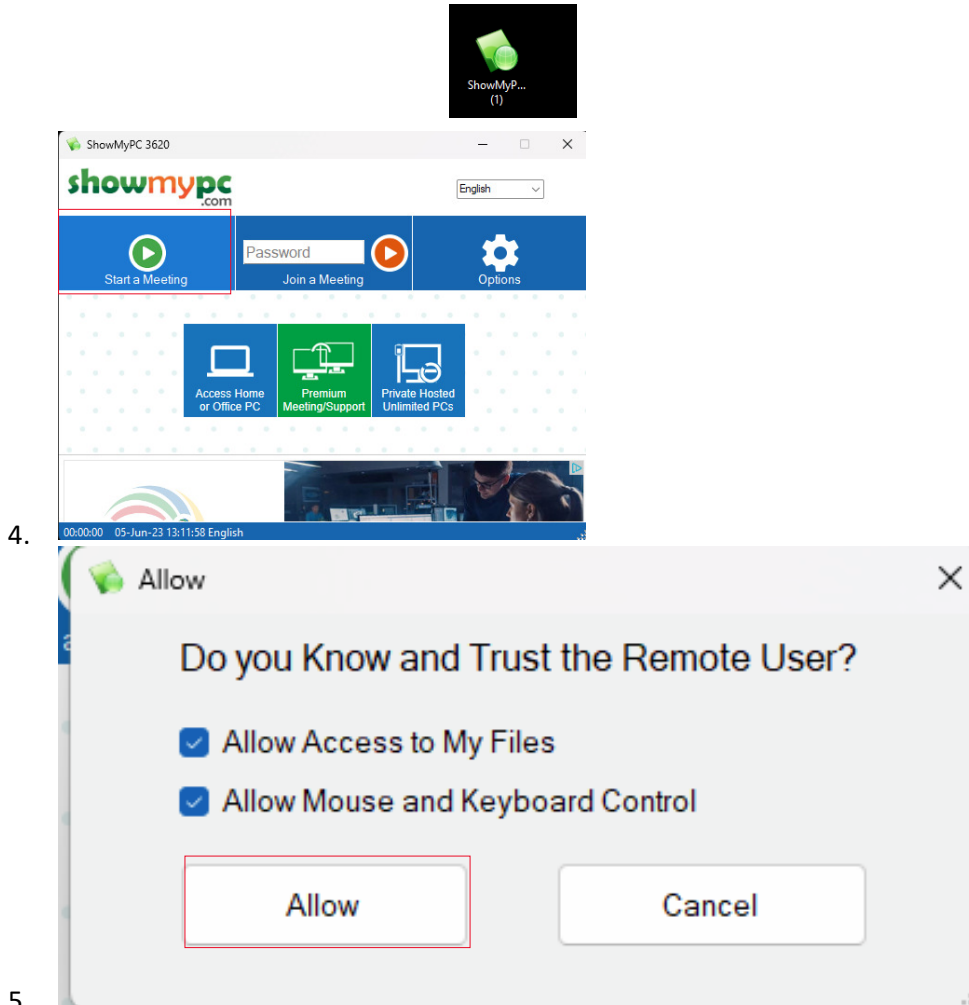 ShowMyP...
(1)
ShowMyPC 3620
showmypc
.com
English
Start a Meeting
Password
Join a Meeting
Options
Access Home
or Office PC
Premium
Meeting/Support
Private Hosted
Unlimited PCs
4.
00:00:00 05-Jun-23 13:11:58 English
Allow
Do you Know and Trust the Remote User?
Allow Access to My Files
Allow Mouse and Keyboard Control
Allow
Cancel
5.